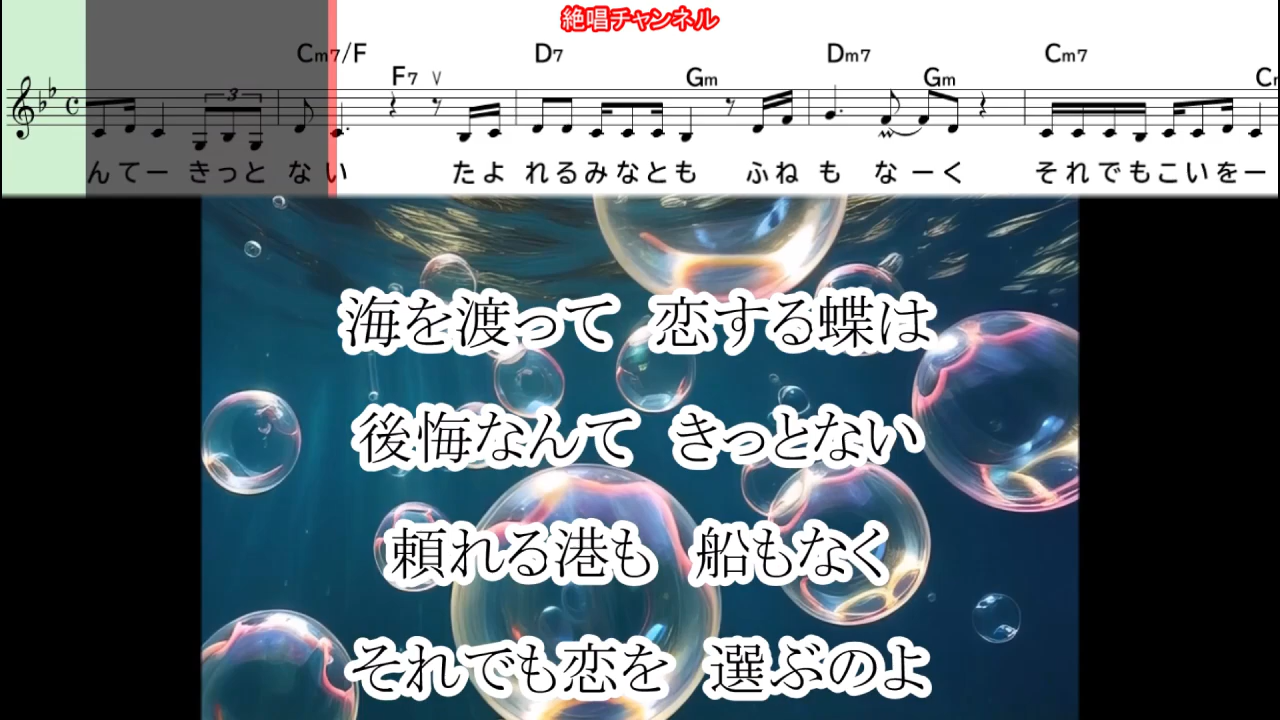 絶唱チャンネル
Cm7/F F7 D7 Gm Dm7 Gm Cm7
3
んてー きっと ない たよ れるみなとも ふね も な ーく それでもこいをー
海を渡って 恋する蝶は
後悔なんて きっとない
頼れる港も 船もなく
それでも恋を 選ぶのよ